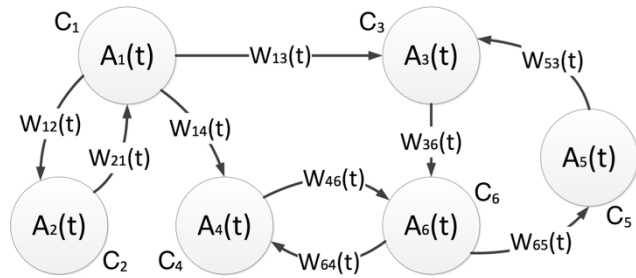 C1
C3
A1(t)
W13(t)
A3(t)
W53(t)
W12(t)
W14(t)
W21(t)
W36(t)
A5(t)
W46(t)
C6
A2(t)
A4(t)
A6(t)
C5
C2
C4
W64(t)
W65(t)